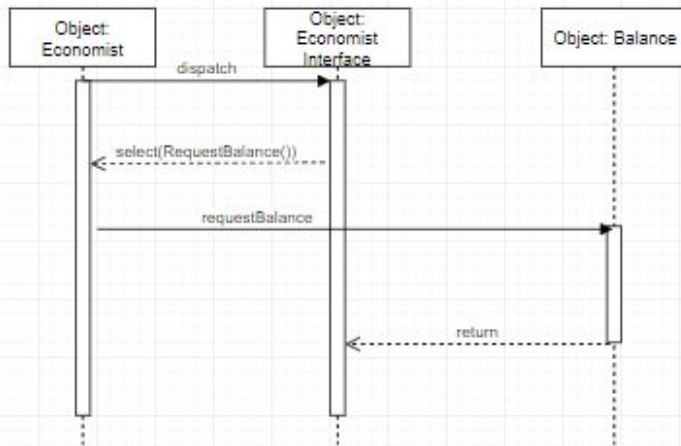 Object:
Economist
Object:
Economist
Interface
Object: Balance
dispatch
select(RequestBalance())
requestBalance
return